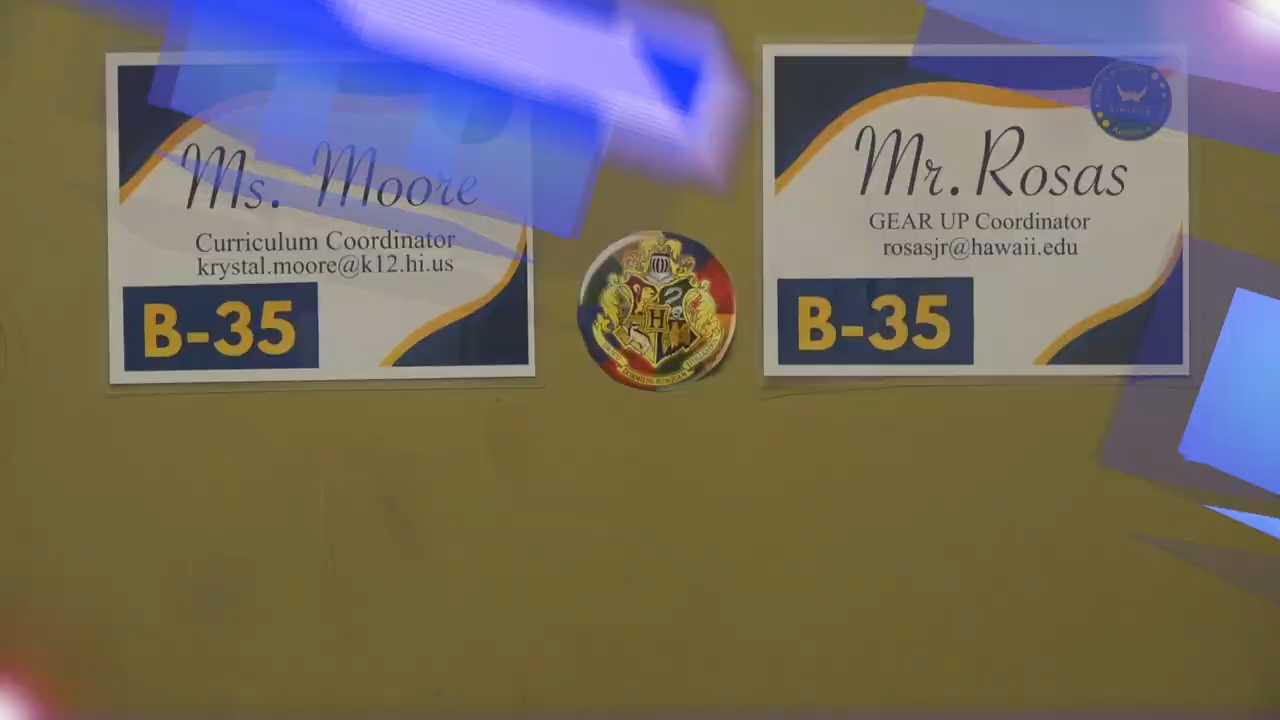 Ms. Moore
Curriculum Coordinator
krystal.moore@k12.hi.us
B-35
H
Mr. Rosas
GEAR UP Coordinator
rosasjr@hawaii.edu
B-35